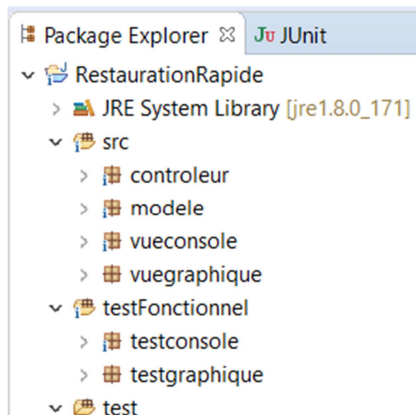 Package Explorer JUnit
RestaurationRapide
JRE System Library [jre1.8.0_171]
src
controleur
modele
vueconsole
vuegraphique
testFonctionnel
testconsole
testgraphique
test